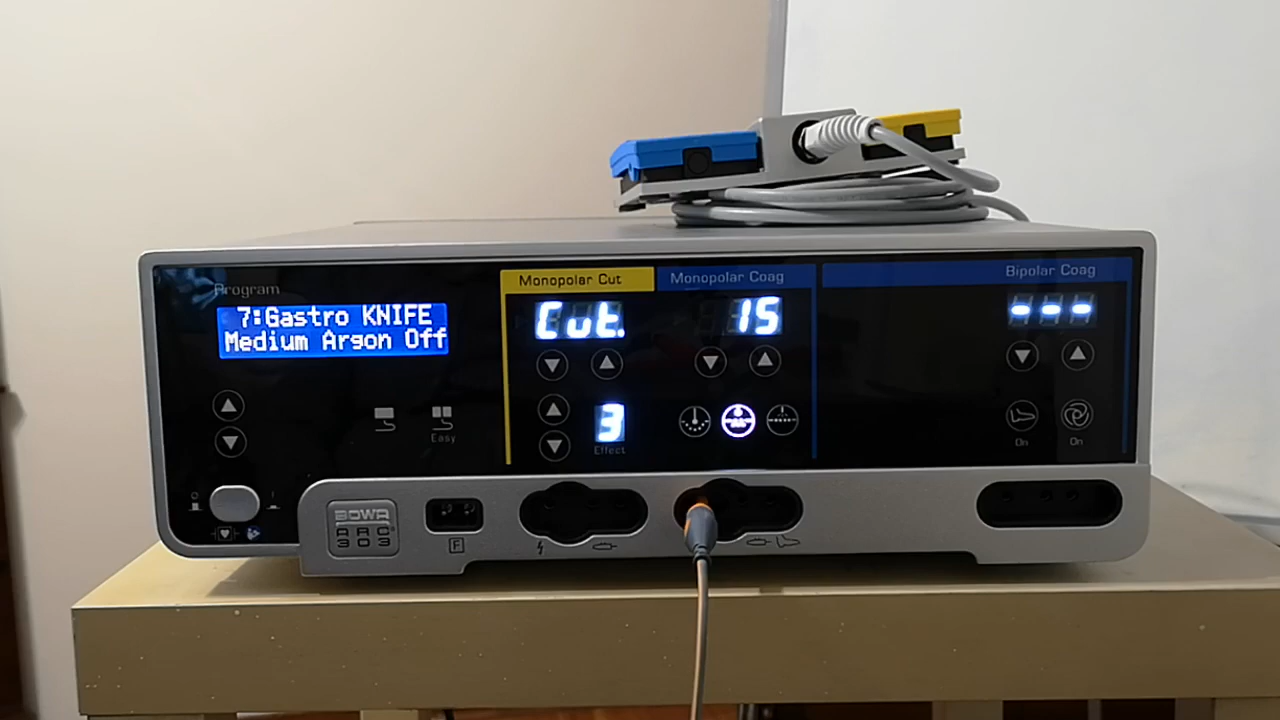 Program
7:Gastro KNIFE
Medium Argon Off
Easy
Monopolar Cut
Cut.
3
Effect
Monopolar Coag
15
Bipolar Coag
---
On
On
BOWA
ARC
303
F